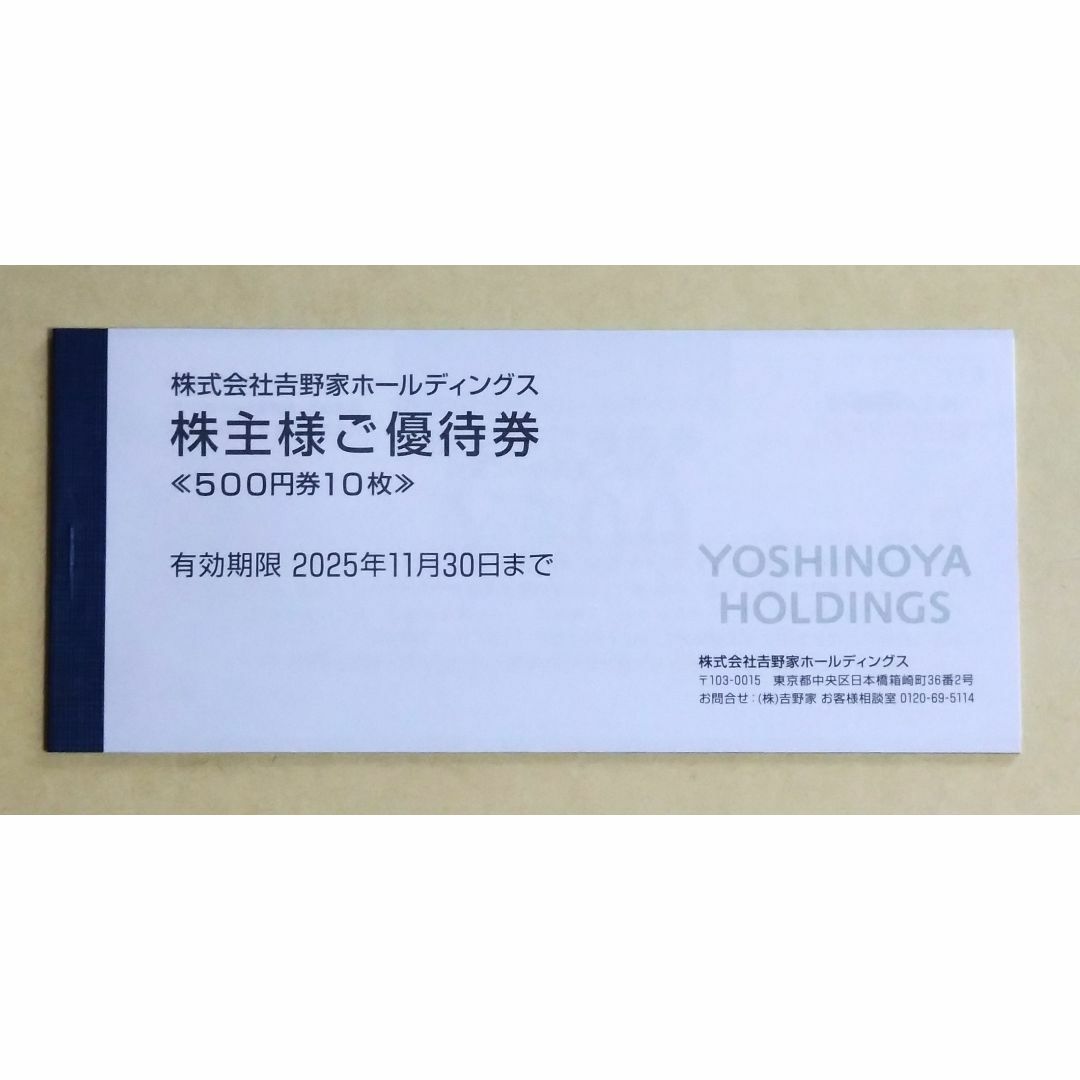 株式会社𠮷野家ホールディングス
株主様ご優待券
≪500円券10枚≫
有効期限 2025年11月30日まで
YOSHINOYA
HOLDINGS
株式会社𠮷野家ホールディングス
〒103-0015 東京都中央区日本橋箱崎町36番2号
お問合せ：(株)𠮷野家 お客様相談室 0120-69-5114